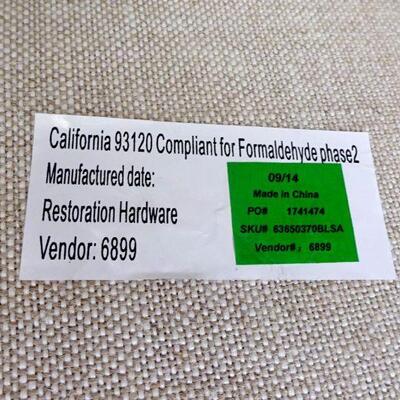 California 93120 Compliant for Formaldehyde phase2
Manufactured date:
09/14
Made in China
Restoration Hardware
PO# 1741474
SKU# 63650370BLSA
Vendor: 6899
Vendor#: 6899